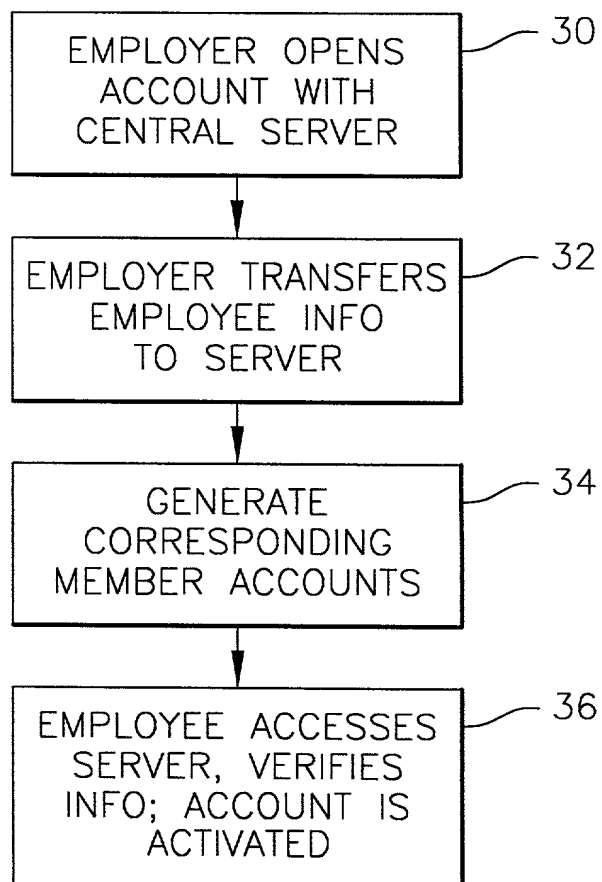 EMPLOYER OPENS
ACCOUNT WITH
CENTRAL SERVER
30
EMPLOYER TRANSFERS
EMPLOYEE INFO
TO SERVER
32
GENERATE
CORRESPONDING
MEMBER ACCOUNTS
34
EMPLOYEE ACCESSES
SERVER, VERIFIES
INFO; ACCOUNT IS
ACTIVATED
36